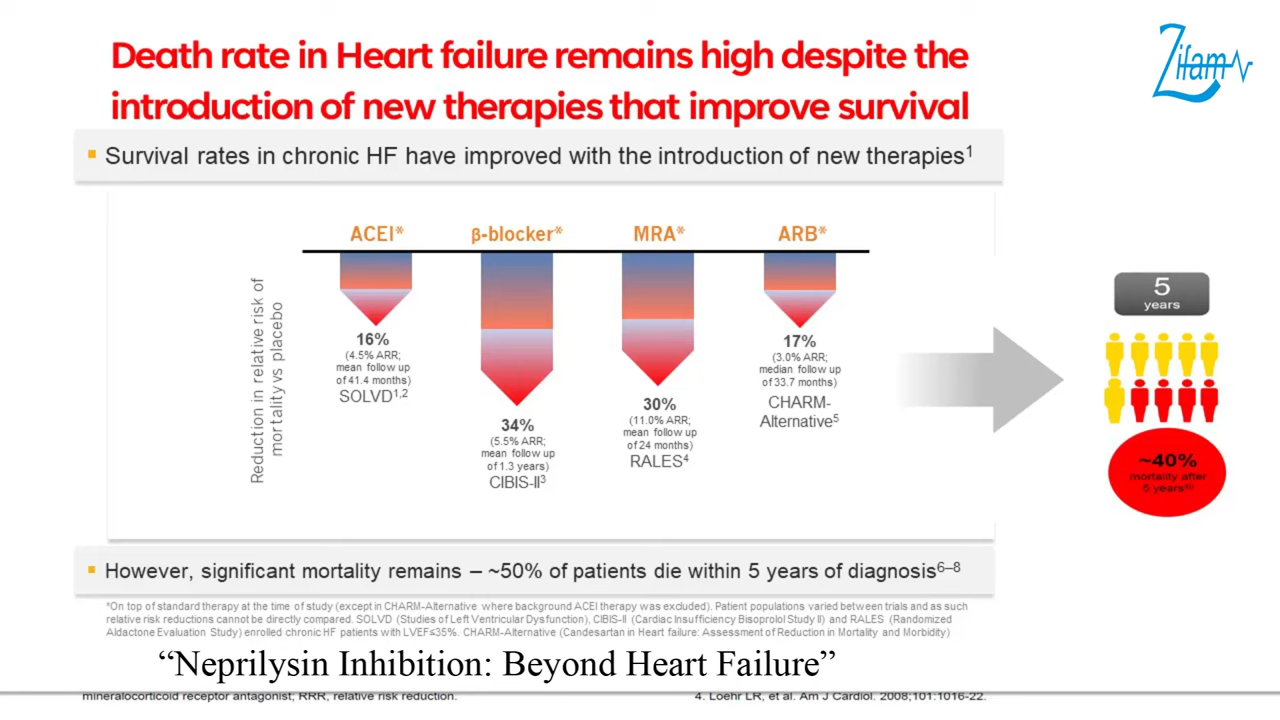 Death rate in Heart failure remains high despite the
introduction of new therapies that improve survival
Zifam
Survival rates in chronic HF have improved with the introduction of new therapies1
Reduction in relative risk of
mortality vs placebo
ACEI*
16%
(4.5% ARR;
mean follow up
of 41.4 months)
SOLVD1,2
β-blocker*
34%
(5.5% ARR;
mean follow up
of 1.3 years)
CIBIS-II3
MRA*
30%
(11.0% ARR;
mean follow up
of 24 months)
RALES4
ARB*
17%
(3.0% ARR;
median follow up
of 33.7 months)
CHARM-
Alternative5
5
years
~40%
mortality after
5 years
However, significant mortality remains – ~50% of patients die within 5 years of diagnosis6–8
*On top of standard therapy at the time of study (except in CHARM-Alternative where background ACEI therapy was excluded). Patient populations varied between trials and as such
relative risk reductions cannot be directly compared. SOLVD (Studies of Left Ventricular Dysfunction), CIBIS-II (Cardiac Insufficiency Bisoprolol Study II) and RALES (Randomized
Aldactone Evaluation Study) enrolled chronic HF patients with LVEF≤35%. CHARM-Alternative (Candesartan in Heart failure: Assessment of Reduction in Mortality and Morbidity)
“Neprilysin Inhibition: Beyond Heart Failure”
mineralocorticoid receptor antagonist; RRR, relative risk reduction.
4. Loehr LR, et al. Am J Cardiol. 2008;101:1016-22.